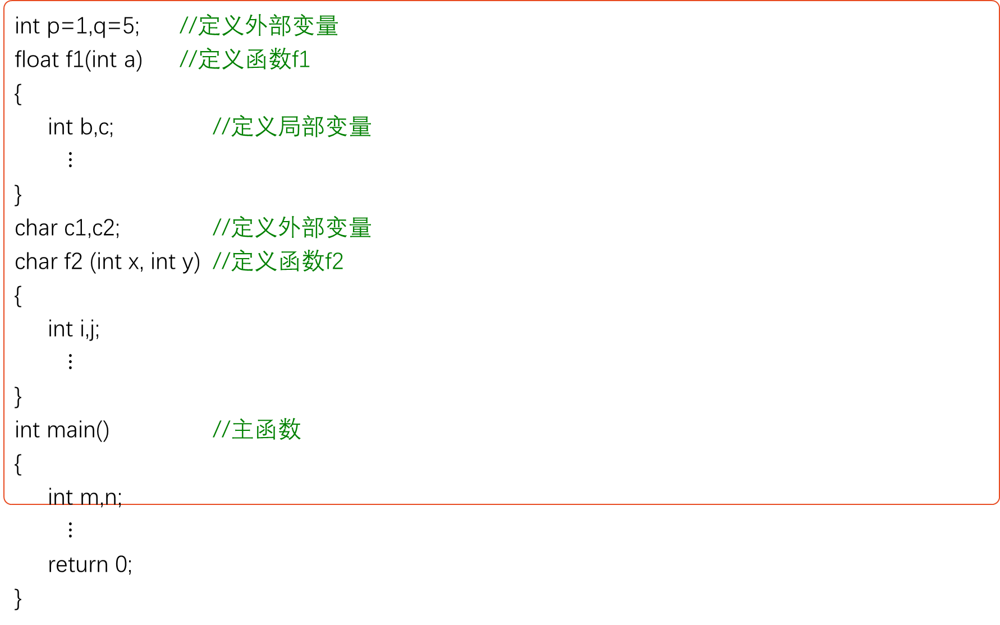 int p=1,q=5; //定义外部变量
float f1(int a) //定义函数f1
{
int b,c; //定义局部变量
⋮
}
char c1,c2; //定义外部变量
char f2 (int x, int y) //定义函数f2
{
int i,j;
⋮
}
int main() //主函数
{
int m,n;
⋮
return 0;
}